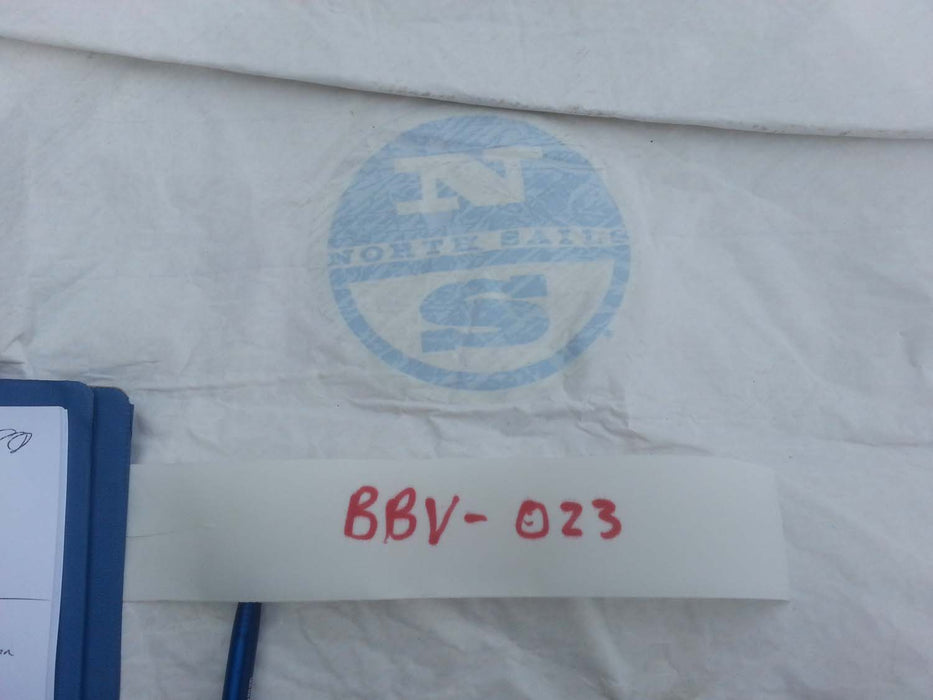 N
NORTH SAILS
S
BBV- 023